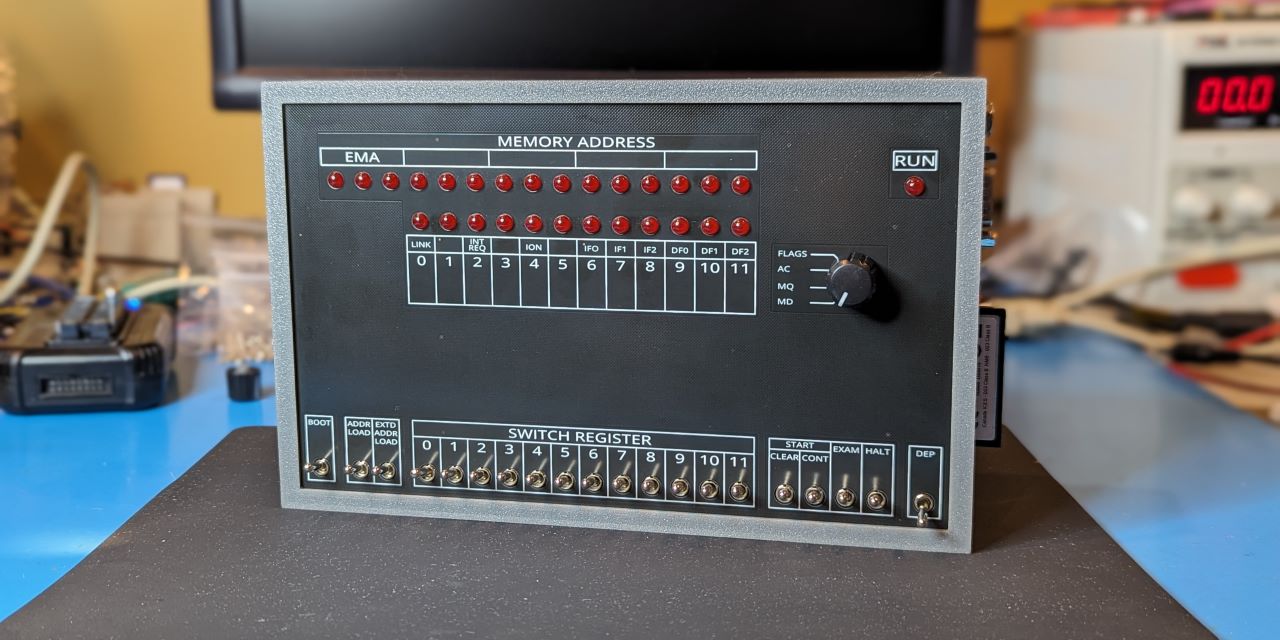 MEMORY ADDRESS
EMA
RUN
LINK INT REQ ION IF0 IF1 IF2 DF0 DF1 DF2
0 1 2 3 4 5 6 7 8 9 10 11
FLAGS
AC
MQ
MD
00.0
BOOT
ADDR LOAD
EXTD ADDR LOAD
SWITCH REGISTER
0 1 2 3 4 5 6 7 8 9 10 11
START
CLEAR CONT
EXAM
HALT
DEP